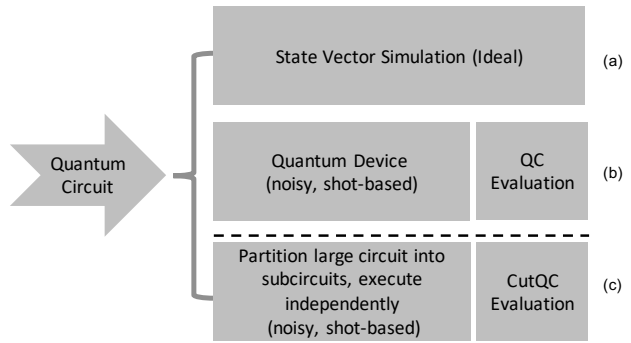 State Vector Simulation (Ideal)
(a)
Quantum
Circuit
Quantum Device
(noisy, shot-based)
QC
Evaluation
(b)
Partition large circuit into
subcircuits, execute
independently
(noisy, shot-based)
CutQC
Evaluation
(c)